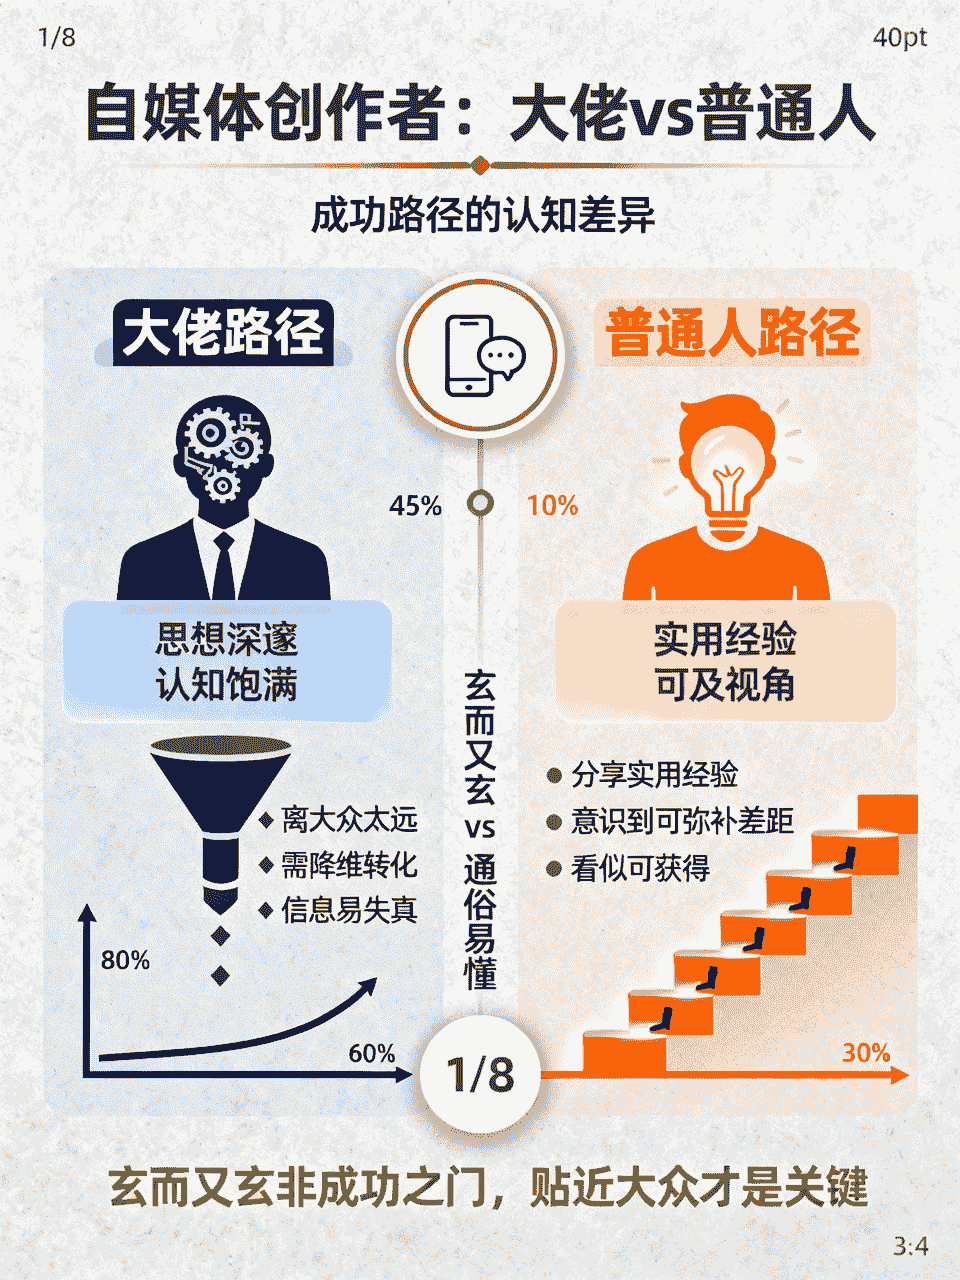 1/8
40pt
自媒体创作者：大佬vs普通人
成功路径的认知差异
大佬路径
普通人路径
45%
10%
思想深邃
认知饱满
实用经验
可及视角
玄而又玄 vs 通俗易懂
离大众太远
需降维转化
信息易失真
分享实用经验
意识到可弥补差距
看似可获得
80%
60%
30%
1/8
玄而又玄非成功之门，贴近大众才是关键
3:4